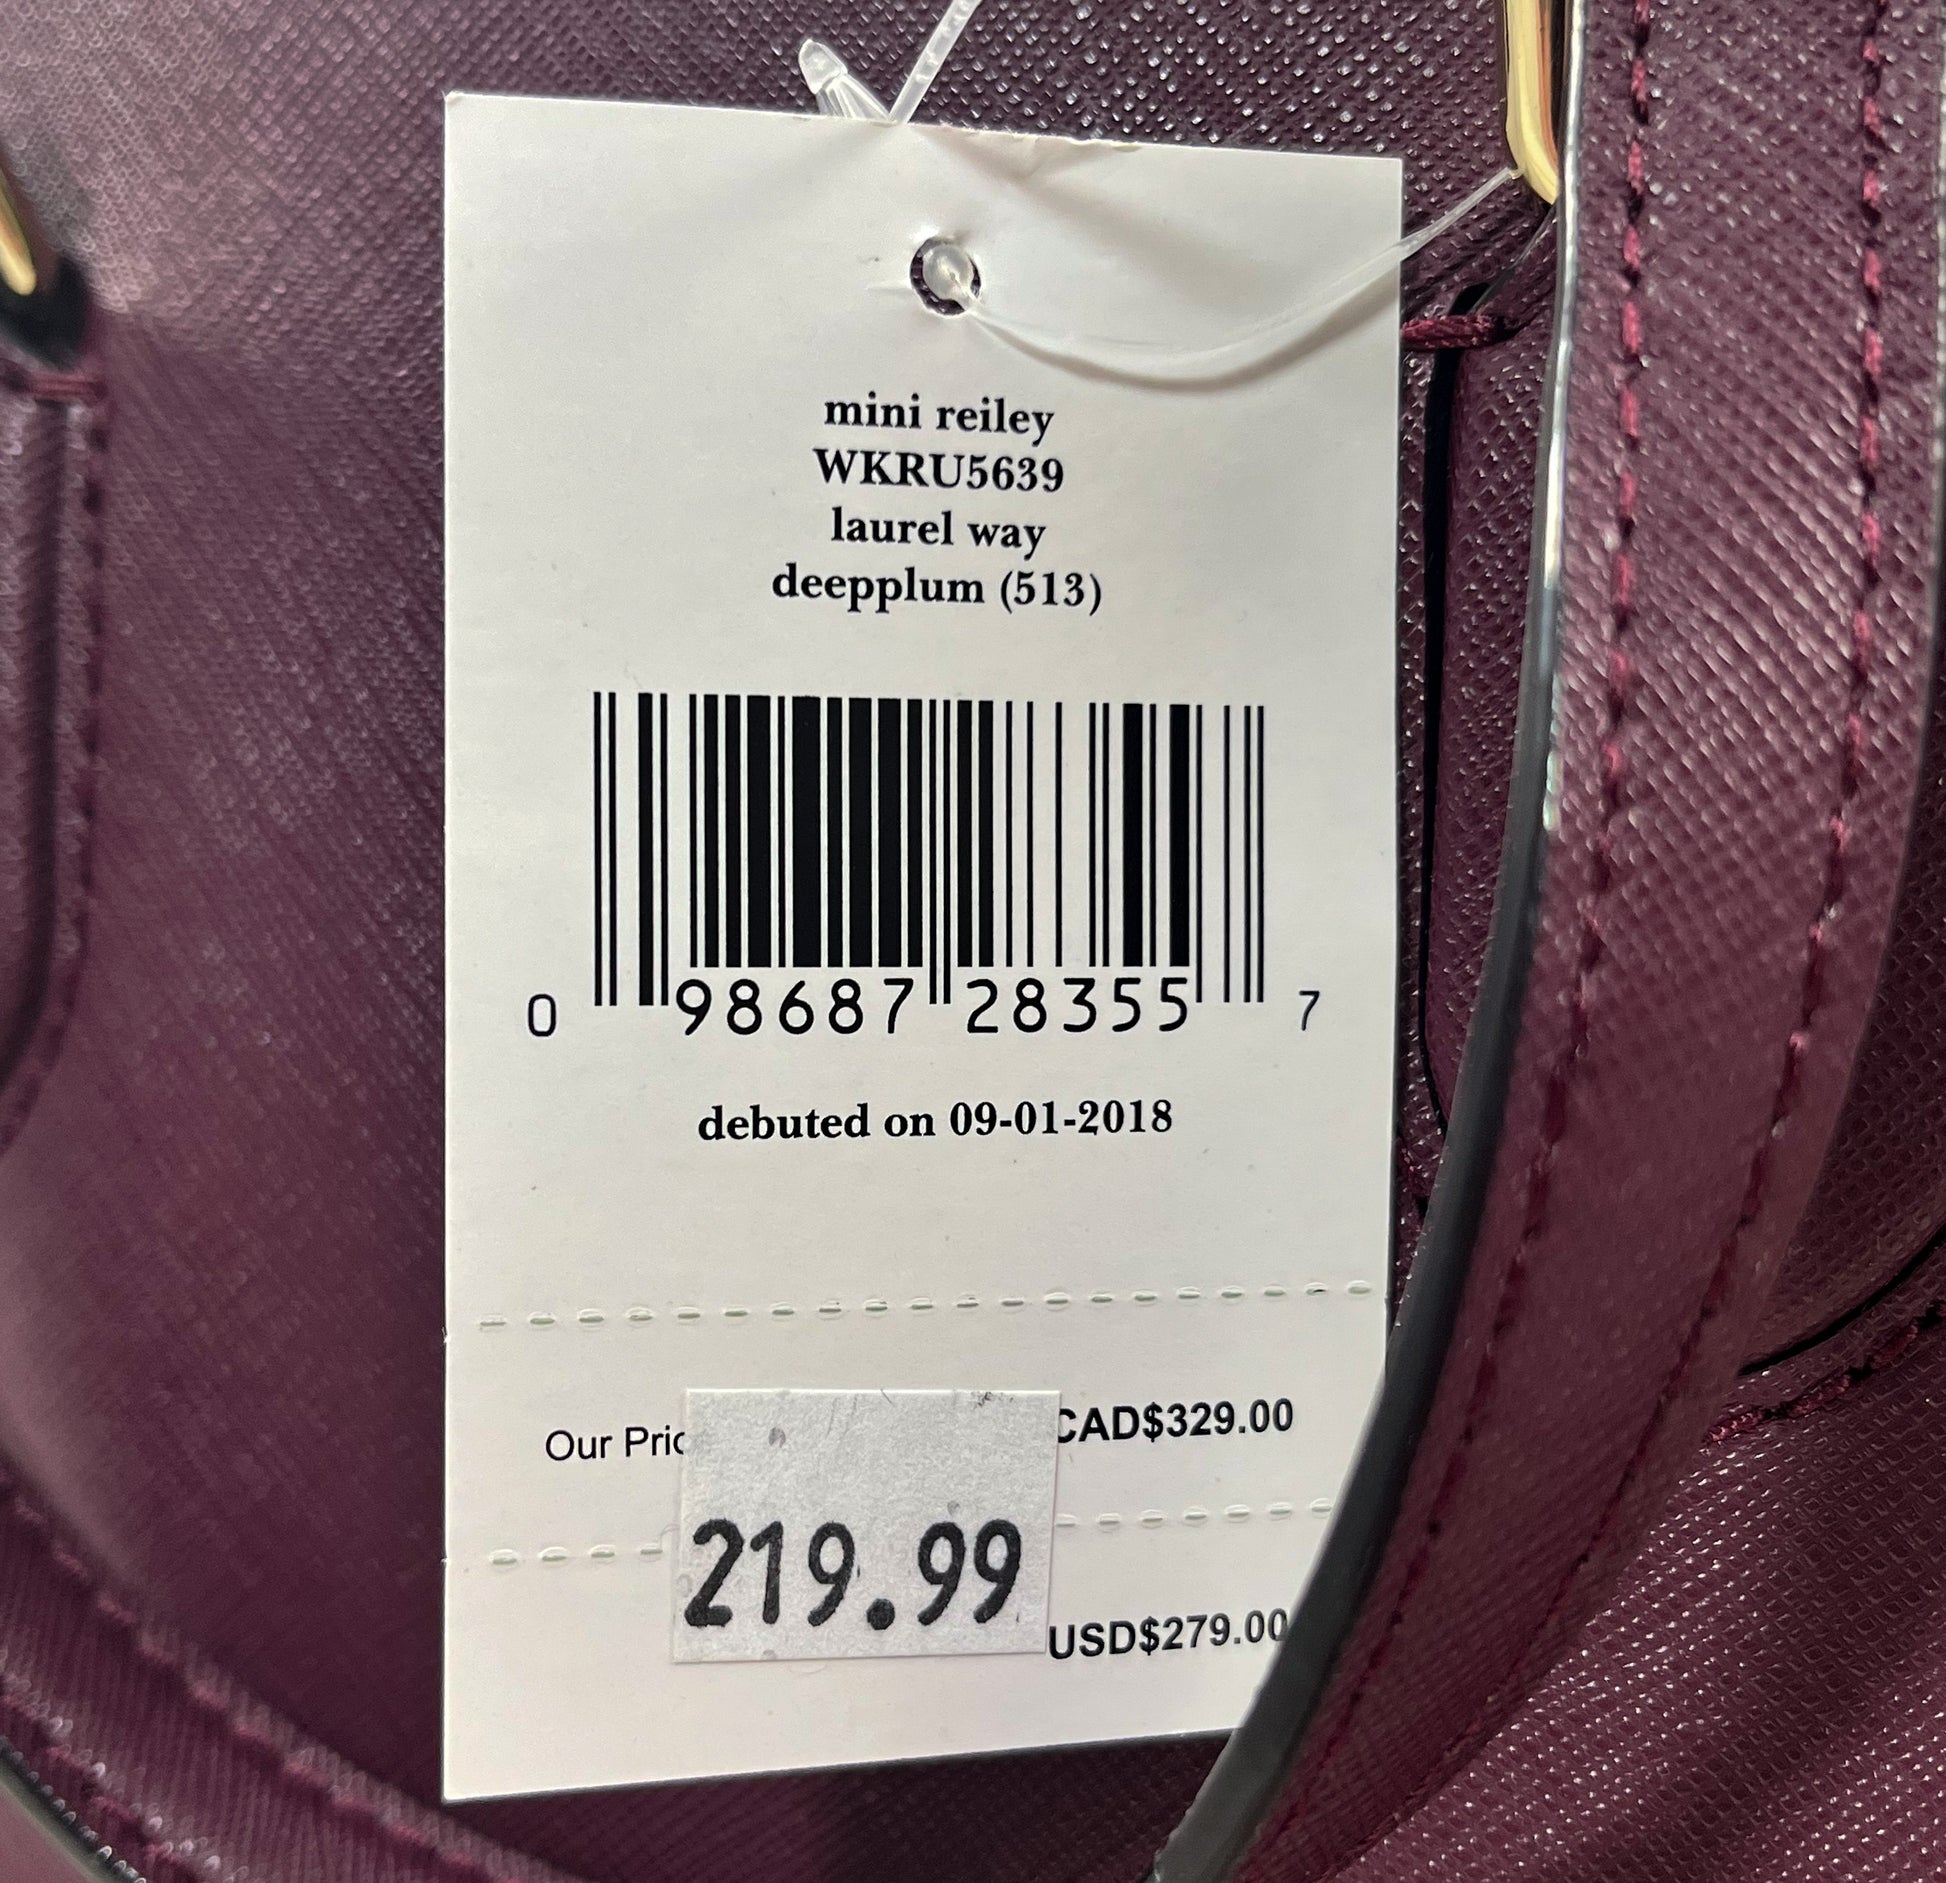 mini reiley
WKRU5639
laurel way
deepplum (513)
0 98687 28355 7
debuted on 09-01-2018
Our CAD$329.00
219.99
USD$279.00